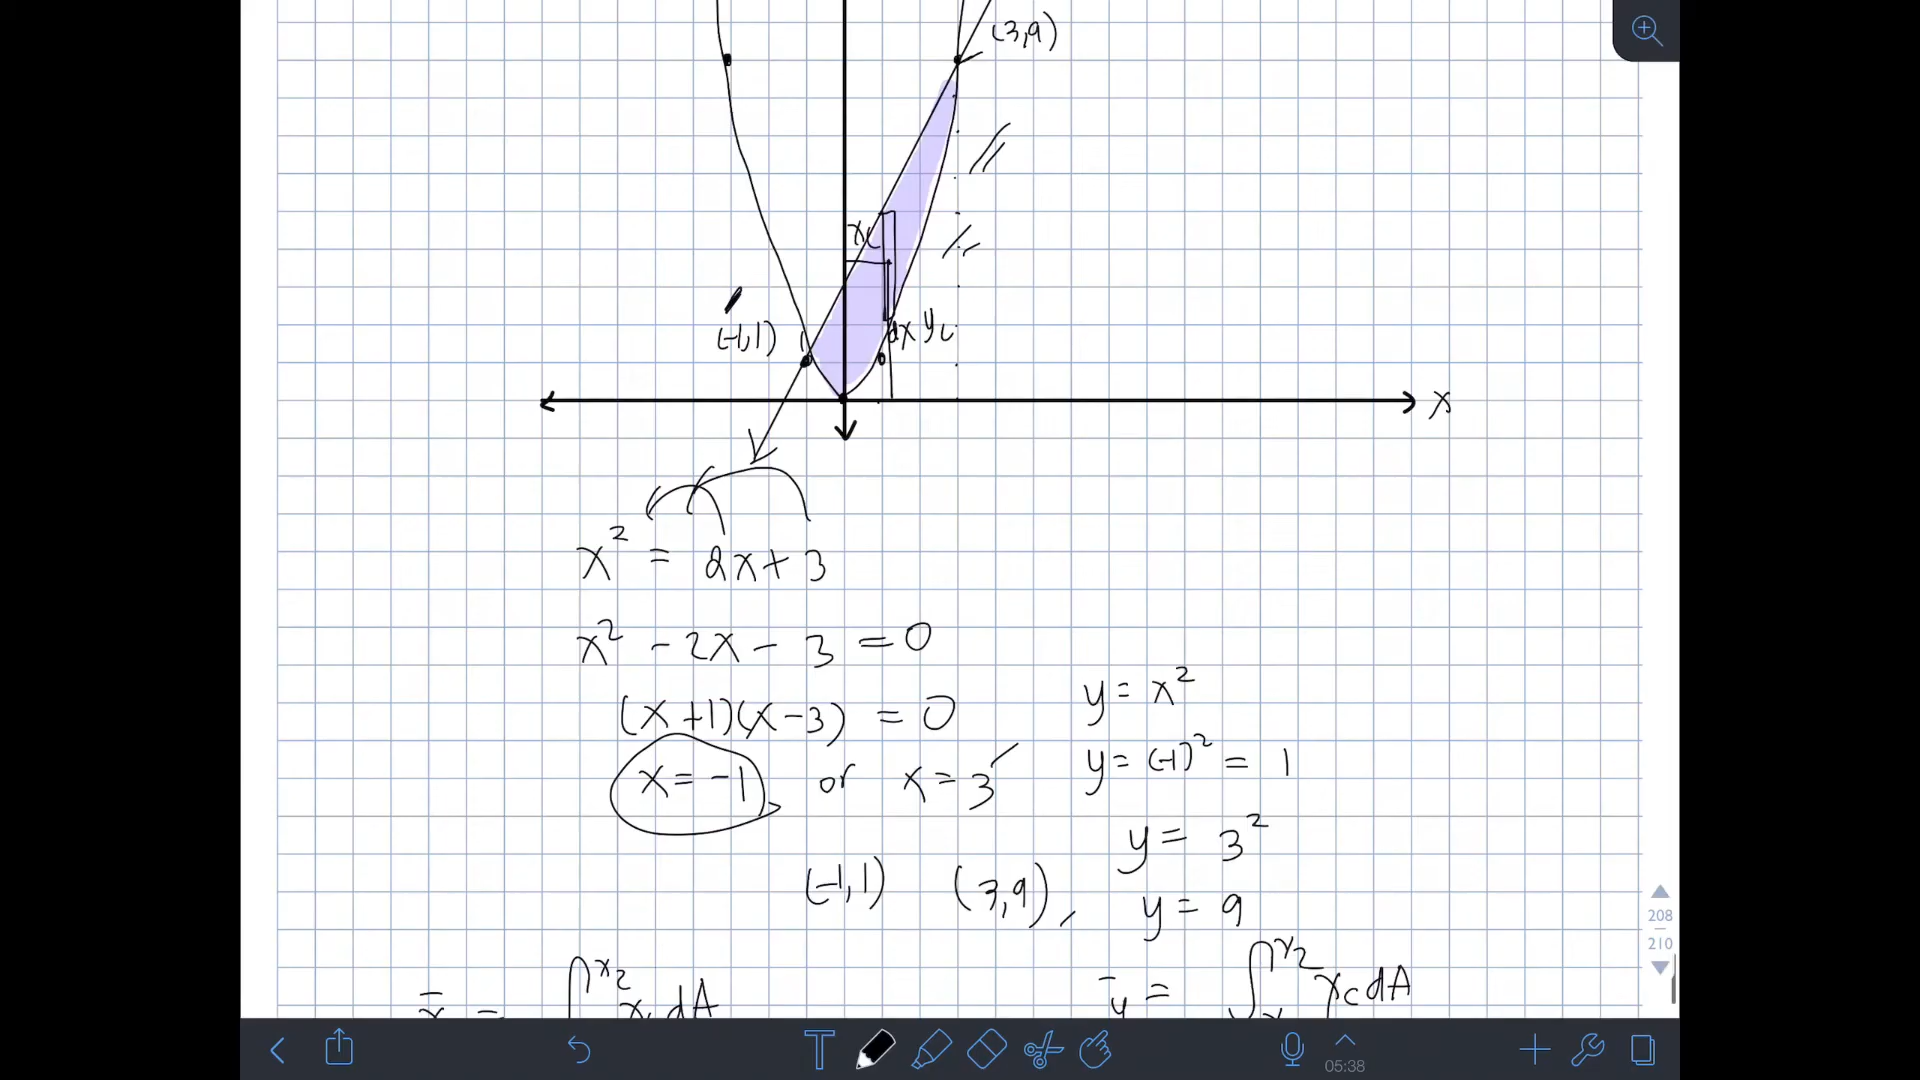 (3,9)
xc
(-1,1)
dx yc
x
x² = 2x + 3
x² - 2x - 3 = 0
(x+1)(x-3) = 0
x = -1, or x = 3
y = x²
y = (-1)² = 1
y = 3²
(-1,1) (3,9),
y = 9
x̄ = ∫ x₂ xc dA
ȳ = ∫ x₂ yc dA
208
210
T
05:38